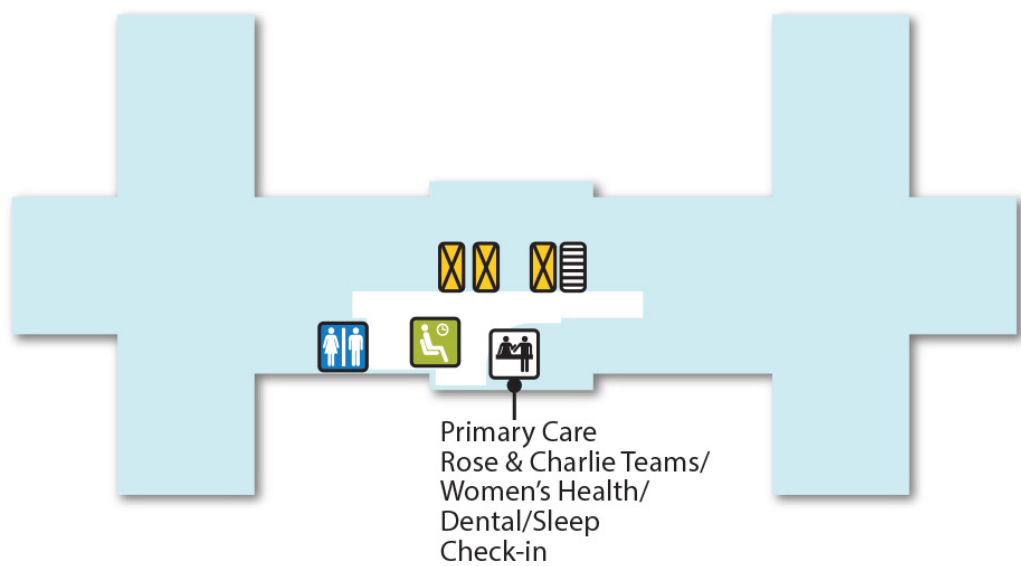 Primary Care
Rose & Charlie Teams/
Women’s Health/
Dental/Sleep
Check-in